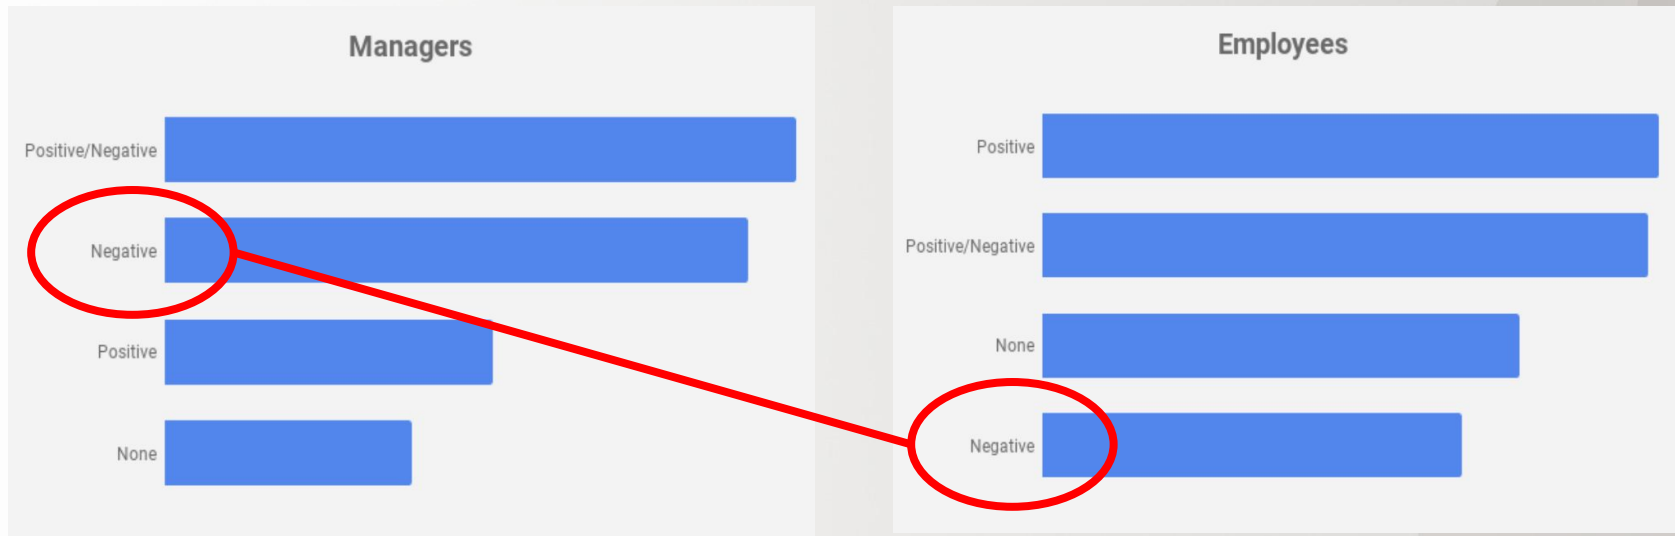 Managers
Positive/Negative
Negative
Positive
None
Employees
Positive
Positive/Negative
None
Negative